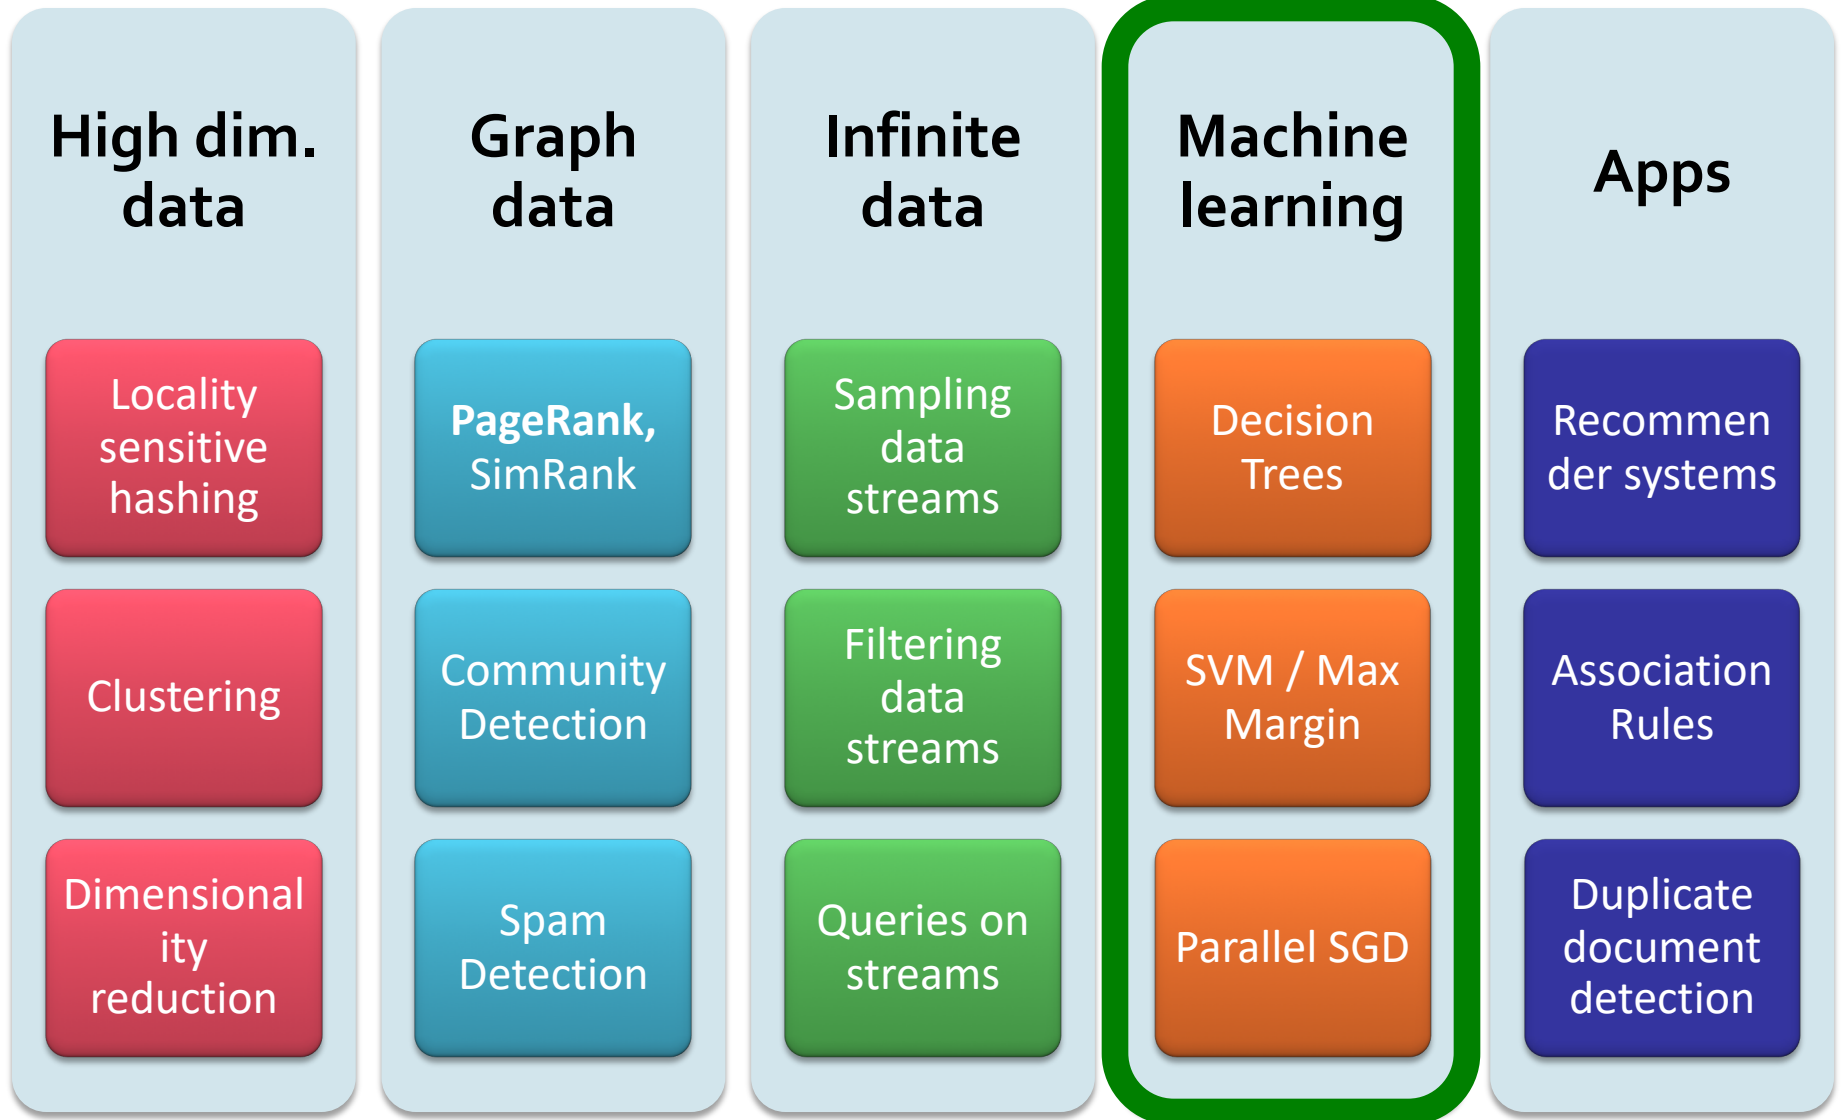 High dim.
data
Locality
sensitive
hashing
Clustering
Dimensional
ity
reduction
Graph
data
PageRank,
SimRank
Community
Detection
Spam
Detection
Infinite
data
Sampling
data
streams
Filtering
data
streams
Queries on
streams
Machine
learning
Decision
Trees
SVM / Max
Margin
Parallel SGD
Apps
Recommen
der systems
Association
Rules
Duplicate
document
detection